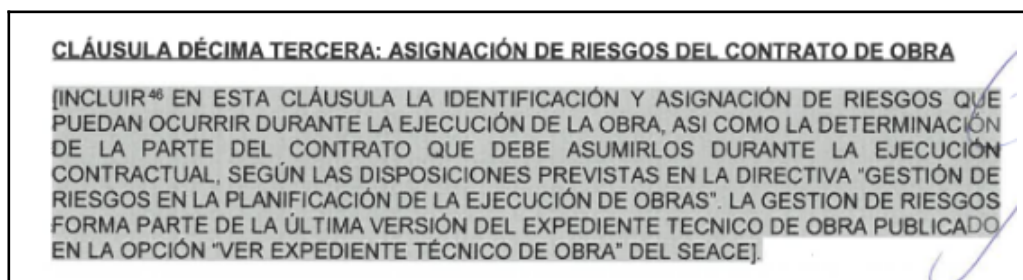 CLÁUSULA DÉCIMA TERCERA: ASIGNACIÓN DE RIESGOS DEL CONTRATO DE OBRA
[INCLUIR⁴⁶ EN ESTA CLÁUSULA LA IDENTIFICACIÓN Y ASIGNACIÓN DE RIESGOS QUE
PUEDAN OCURRIR DURANTE LA EJECUCIÓN DE LA OBRA, ASI COMO LA DETERMINACIÓN
DE LA PARTE DEL CONTRATO QUE DEBE ASUMIRLOS DURANTE LA EJECUCIÓN
CONTRACTUAL, SEGÚN LAS DISPOSICIONES PREVISTAS EN LA DIRECTIVA “GESTIÓN DE
RIESGOS EN LA PLANIFICACIÓN DE LA EJECUCIÓN DE OBRAS”. LA GESTION DE RIESGOS
FORMA PARTE DE LA ÚLTIMA VERSIÓN DEL EXPEDIENTE TECNICO DE OBRA PUBLICADO
EN LA OPCIÓN “VER EXPEDIENTE TÉCNICO DE OBRA” DEL SEACE].